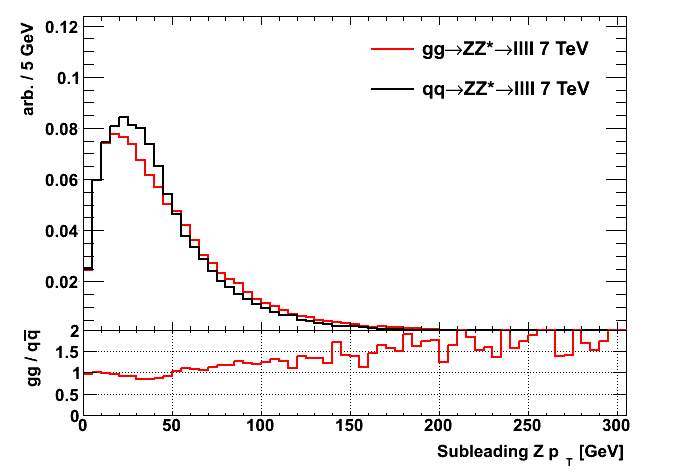 0.12
0.1
0.08
0.06
0.04
0.02
arb. / 5 GeV
gg→ZZ*→llll 7 TeV
qq→ZZ*→llll 7 TeV
2
1.5
1
0.5
0
gg / qq̅
0 50 100 150 200 250 300
Subleading Z p_T [GeV]